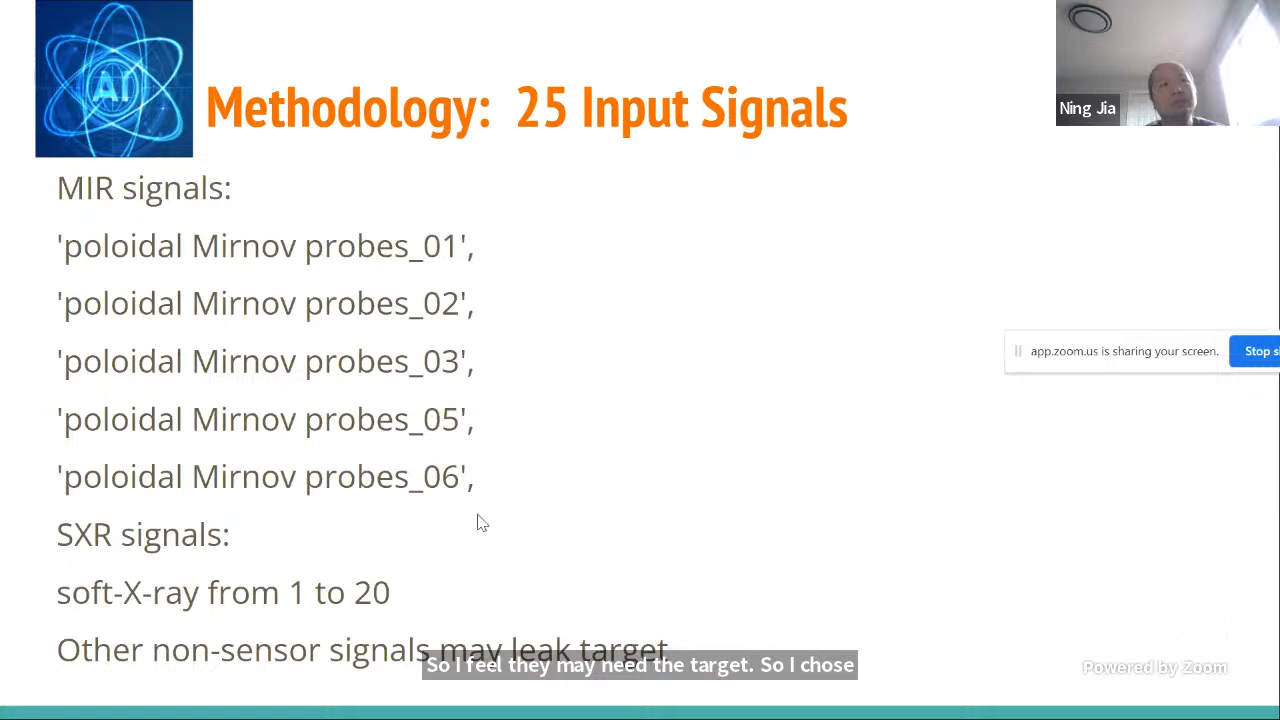 AI
Methodology: 25 Input Signals
Ning Jia
MIR signals:
'poloidal Mirnov probes_01',
'poloidal Mirnov probes_02',
app.zoom.us is sharing your screen.
Stop s
'poloidal Mirnov probes_03',
'poloidal Mirnov probes_05',
'poloidal Mirnov probes_06',
SXR signals:
soft-X-ray from 1 to 20
Other non-sensor signals may leak target
So I feel they may need the target. So I chose
Powered by Zoom